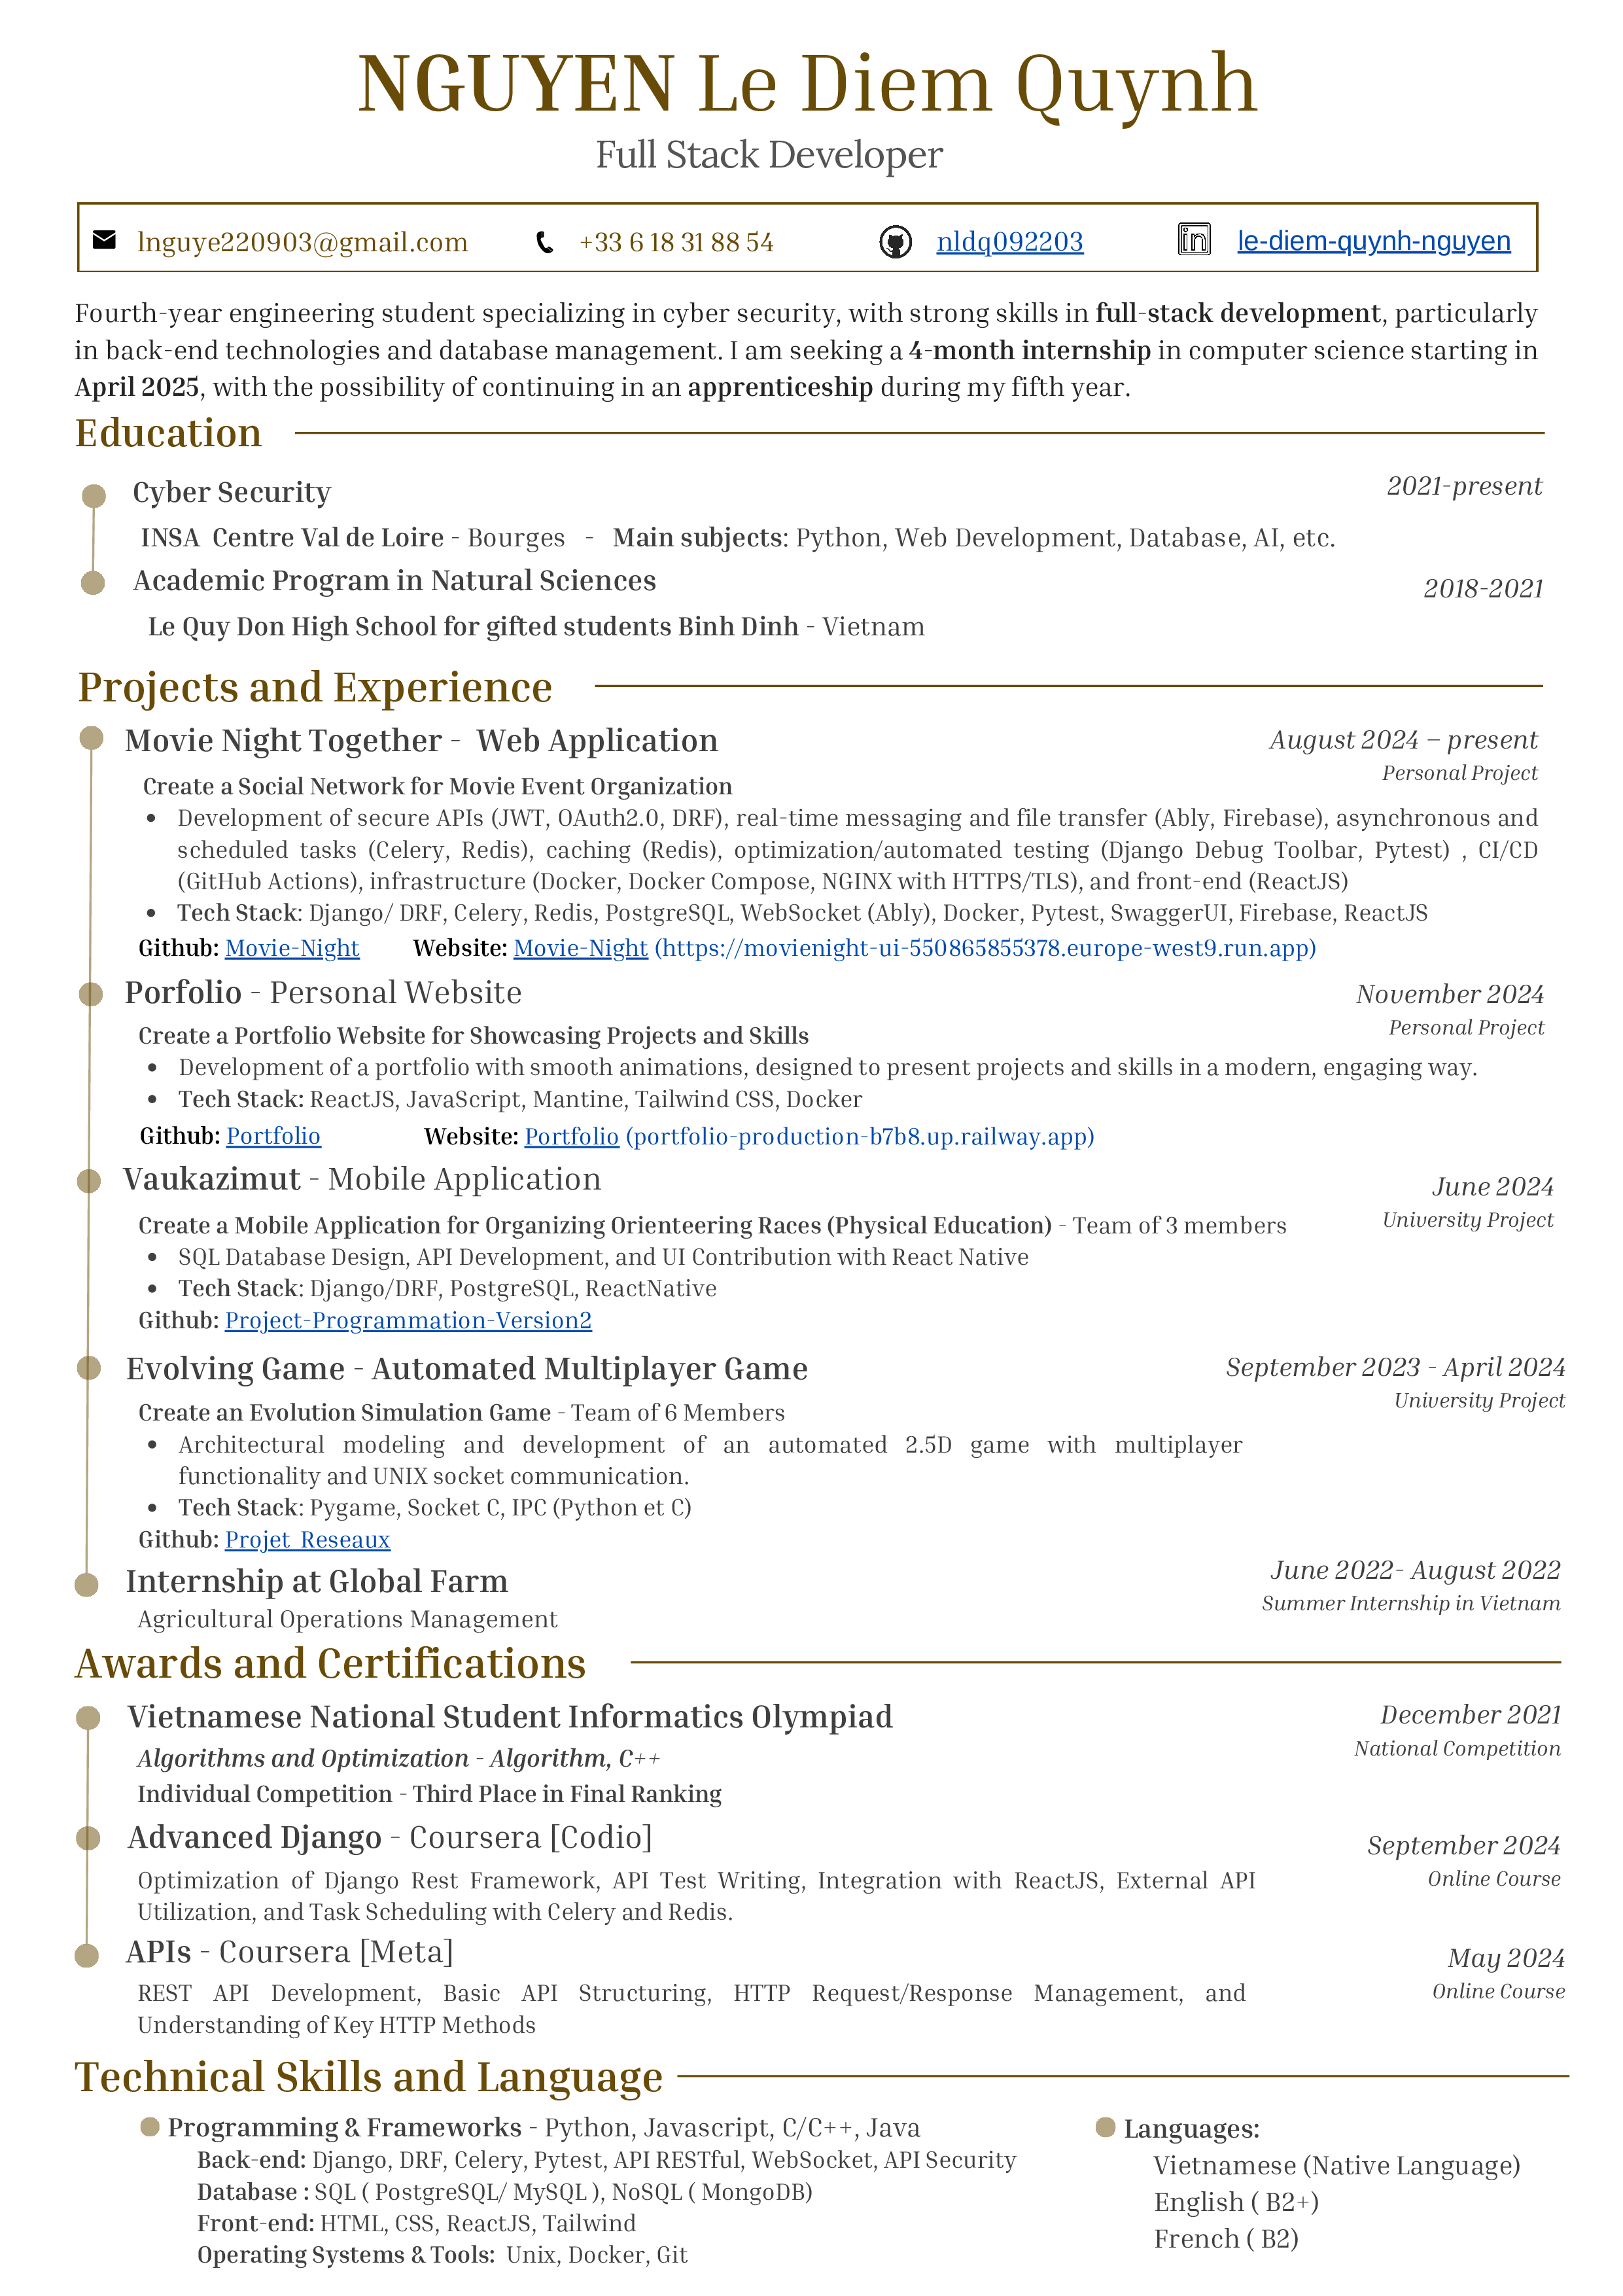 NGUYEN Le Diem Quynh
Full Stack Developer
lnguye220903@gmail.com +33 6 18 31 88 54 nldq092203 le-diem-quynh-nguyen
Fourth-year engineering student specializing in cyber security, with strong skills in full-stack development, particularly
in back-end technologies and database management. I am seeking a 4-month internship in computer science starting in
April 2025, with the possibility of continuing in an apprenticeship during my fifth year.
Education
Cyber Security 2021-present
INSA Centre Val de Loire - Bourges - Main subjects: Python, Web Development, Database, AI, etc.
Academic Program in Natural Sciences 2018-2021
Le Quy Don High School for gifted students Binh Dinh - Vietnam
Projects and Experience
Movie Night Together - Web Application August 2024 – present
Personal Project
Create a Social Network for Movie Event Organization
• Development of secure APIs (JWT, OAuth2.0, DRF), real-time messaging and file transfer (Ably, Firebase), asynchronous and
scheduled tasks (Celery, Redis), caching (Redis), optimization/automated testing (Django Debug Toolbar, Pytest) , CI/CD
(GitHub Actions), infrastructure (Docker, Docker Compose, NGINX with HTTPS/TLS), and front-end (ReactJS)
• Tech Stack: Django/ DRF, Celery, Redis, PostgreSQL, WebSocket (Ably), Docker, Pytest, SwaggerUI, Firebase, ReactJS
Github: Movie-Night Website: Movie-Night (https://movienight-ui-550865855378.europe-west9.run.app)
Porfolio - Personal Website November 2024
Personal Project
Create a Portfolio Website for Showcasing Projects and Skills
• Development of a portfolio with smooth animations, designed to present projects and skills in a modern, engaging way.
• Tech Stack: ReactJS, JavaScript, Mantine, Tailwind CSS, Docker
Github: Portfolio Website: Portfolio (portfolio-production-b7b8.up.railway.app)
Vaukazimut - Mobile Application June 2024
University Project
Create a Mobile Application for Organizing Orienteering Races (Physical Education) - Team of 3 members
• SQL Database Design, API Development, and UI Contribution with React Native
• Tech Stack: Django/DRF, PostgreSQL, ReactNative
Github: Project-Programmation-Version2
Evolving Game - Automated Multiplayer Game September 2023 - April 2024
University Project
Create an Evolution Simulation Game - Team of 6 Members
• Architectural modeling and development of an automated 2.5D game with multiplayer
functionality and UNIX socket communication.
• Tech Stack: Pygame, Socket C, IPC (Python et C)
Github: Projet_Reseaux
Internship at Global Farm June 2022- August 2022
Summer Internship in Vietnam
Agricultural Operations Management
Awards and Certifications
Vietnamese National Student Informatics Olympiad December 2021
National Competition
Algorithms and Optimization - Algorithm, C++
Individual Competition - Third Place in Final Ranking
Advanced Django - Coursera [Codio] September 2024
Online Course
Optimization of Django Rest Framework, API Test Writing, Integration with ReactJS, External API
Utilization, and Task Scheduling with Celery and Redis.
APIs - Coursera [Meta] May 2024
Online Course
REST API Development, Basic API Structuring, HTTP Request/Response Management, and
Understanding of Key HTTP Methods
Technical Skills and Language
Programming & Frameworks - Python, Javascript, C/C++, Java
Back-end: Django, DRF, Celery, Pytest, API RESTful, WebSocket, API Security
Database : SQL ( PostgreSQL/ MySQL ), NoSQL ( MongoDB)
Front-end: HTML, CSS, ReactJS, Tailwind
Operating Systems & Tools: Unix, Docker, Git
Languages:
Vietnamese (Native Language)
English ( B2+)
French ( B2)